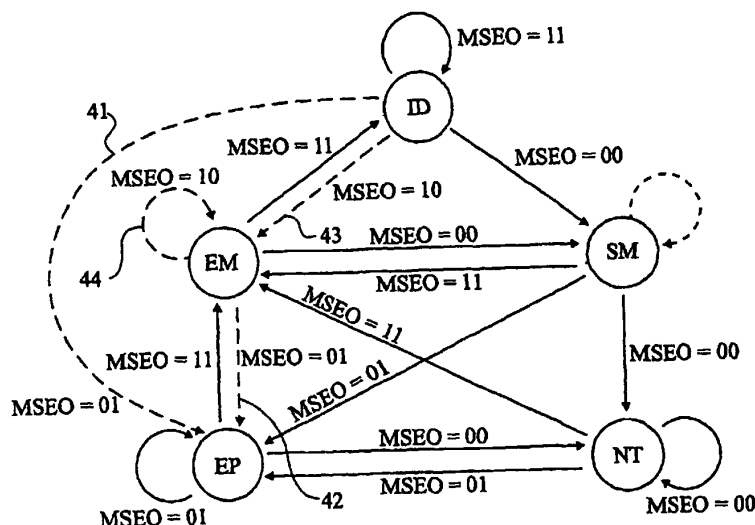 MSEO = 11
ID
41
MSEO = 11
MSEO = 00
MSEO = 10
MSEO = 10
43
MSEO = 00
EM
SM
44
MSEO = 11
MSEO = 11
MSEO = 11
MSEO = 01
MSEO = 00
MSEO = 01
MSEO = 01
MSEO = 00
EP
NT
MSEO = 01
42
MSEO = 01
MSEO = 00